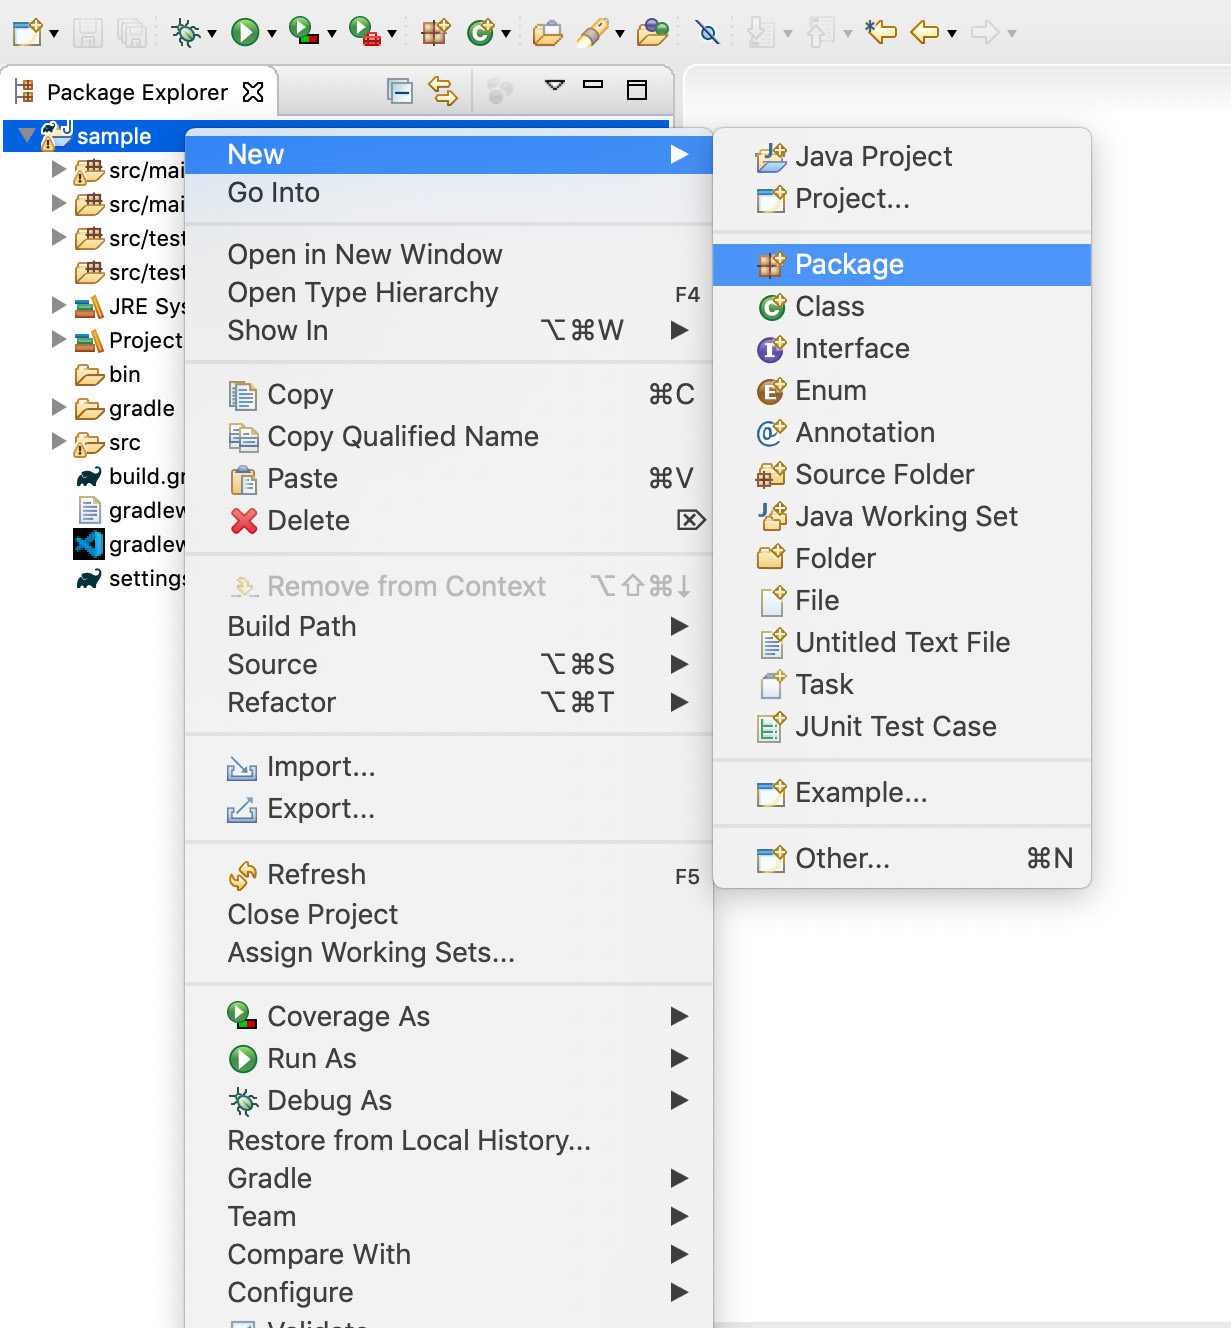 Package Explorer
sample
src/mai
src/mai
src/test
src/test
JRE Sys
Project
bin
gradle
src
build.gr
gradlew
gradlew
settings
New
Go Into
Open in New Window
Open Type Hierarchy F4
Show In ⌥⌘W
Copy ⌘C
Copy Qualified Name
Paste ⌘V
Delete ⌦
Remove from Context ⌥⇧⌘↓
Build Path
Source ⌥⌘S
Refactor ⌥⌘T
Import...
Export...
Refresh F5
Close Project
Assign Working Sets...
Coverage As
Run As
Debug As
Restore from Local History...
Gradle
Team
Compare With
Configure
Validate
Java Project
Project...
Package
Class
Interface
Enum
Annotation
Source Folder
Java Working Set
Folder
File
Untitled Text File
Task
JUnit Test Case
Example...
Other... ⌘N